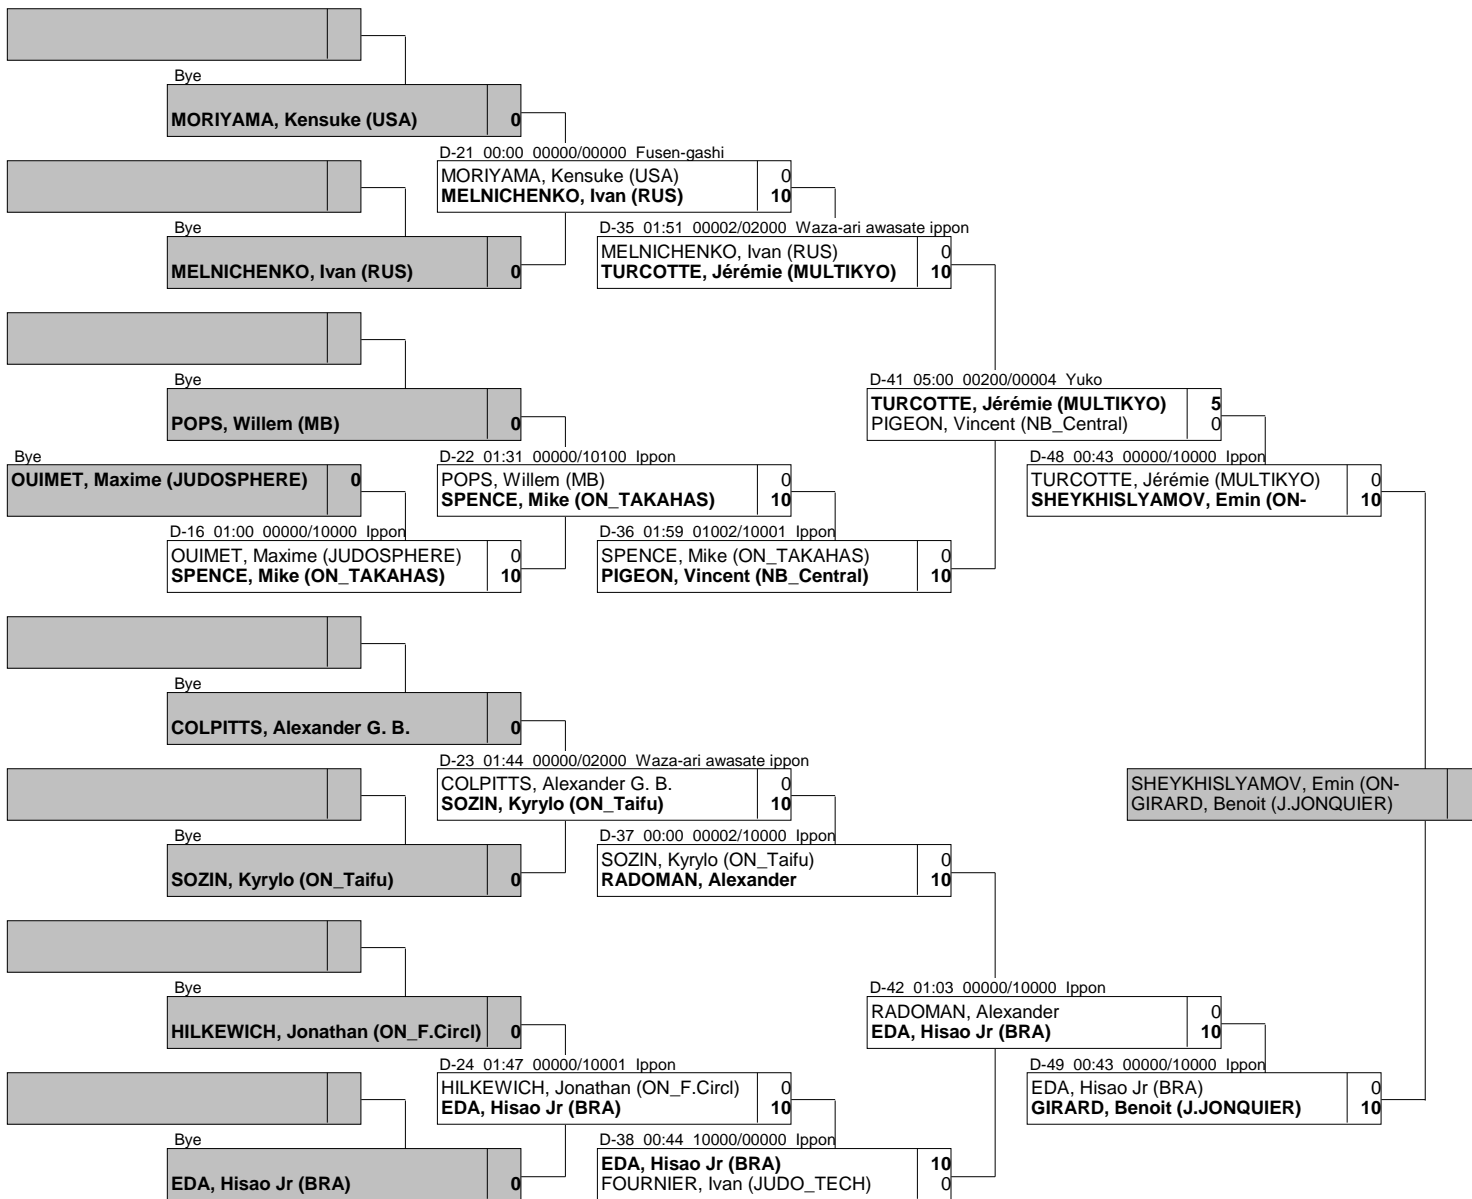 Bye
MORIYAMA, Kensuke (USA) 0
D-21 00:00 00000/00000 Fusen-gashi
MORIYAMA, Kensuke (USA) 0
MELNICHENKO, Ivan (RUS) 10
Bye
MELNICHENKO, Ivan (RUS) 0
D-35 01:51 00002/02000 Waza-ari awasate ippon
MELNICHENKO, Ivan (RUS) 0
TURCOTTE, Jérémie (MULTIKYO) 10
Bye
POPS, Willem (MB) 0
D-41 05:00 00200/00004 Yuko
TURCOTTE, Jérémie (MULTIKYO) 5
PIGEON, Vincent (NB_Central) 0
Bye
OUIMET, Maxime (JUDOSPHERE) 0
D-22 01:31 00000/10100 Ippon
POPS, Willem (MB) 0
SPENCE, Mike (ON_TAKAHAS) 10
D-48 00:43 00000/10000 Ippon
TURCOTTE, Jérémie (MULTIKYO) 0
SHEYKHISLYAMOV, Emin (ON- 10
D-16 01:00 00000/10000 Ippon
OUIMET, Maxime (JUDOSPHERE) 0
SPENCE, Mike (ON_TAKAHAS) 10
D-36 01:59 01002/10001 Ippon
SPENCE, Mike (ON_TAKAHAS) 0
PIGEON, Vincent (NB_Central) 10
Bye
COLPITTS, Alexander G. B. 0
D-23 01:44 00000/02000 Waza-ari awasate ippon
COLPITTS, Alexander G. B. 0
SOZIN, Kyrylo (ON_Taifu) 10
SHEYKHISLYAMOV, Emin (ON-
GIRARD, Benoit (J.JONQUIER)
Bye
SOZIN, Kyrylo (ON_Taifu) 0
D-37 00:00 00002/10000 Ippon
SOZIN, Kyrylo (ON_Taifu) 0
RADOMAN, Alexander 10
Bye
HILKEWICH, Jonathan (ON_F.Circl) 0
D-42 01:03 00000/10000 Ippon
RADOMAN, Alexander 0
EDA, Hisao Jr (BRA) 10
D-24 01:47 00000/10001 Ippon
HILKEWICH, Jonathan (ON_F.Circl) 0
EDA, Hisao Jr (BRA) 10
D-49 00:43 00000/10000 Ippon
EDA, Hisao Jr (BRA) 0
GIRARD, Benoit (J.JONQUIER) 10
Bye
EDA, Hisao Jr (BRA) 0
D-38 00:44 10000/00000 Ippon
EDA, Hisao Jr (BRA) 10
FOURNIER, Ivan (JUDO_TECH) 0